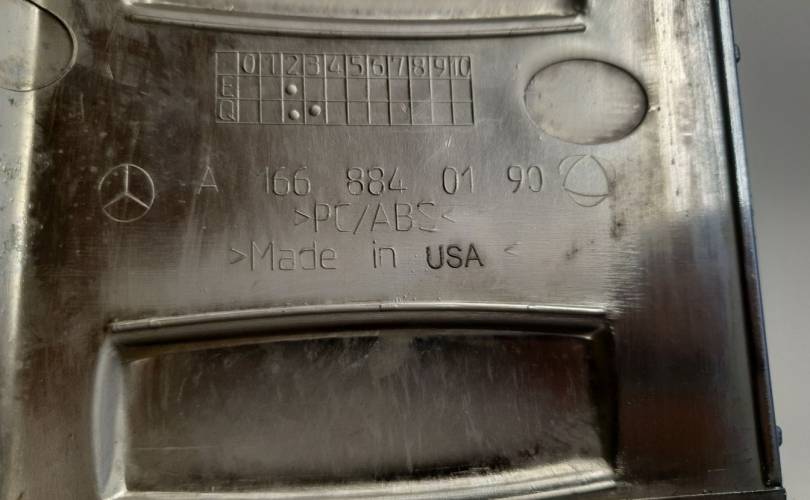 0 1 2 3 4 5 6 7 8 9 10
E
Q
A 166 884 01 90
>PC/ABS<
>Made in USA <